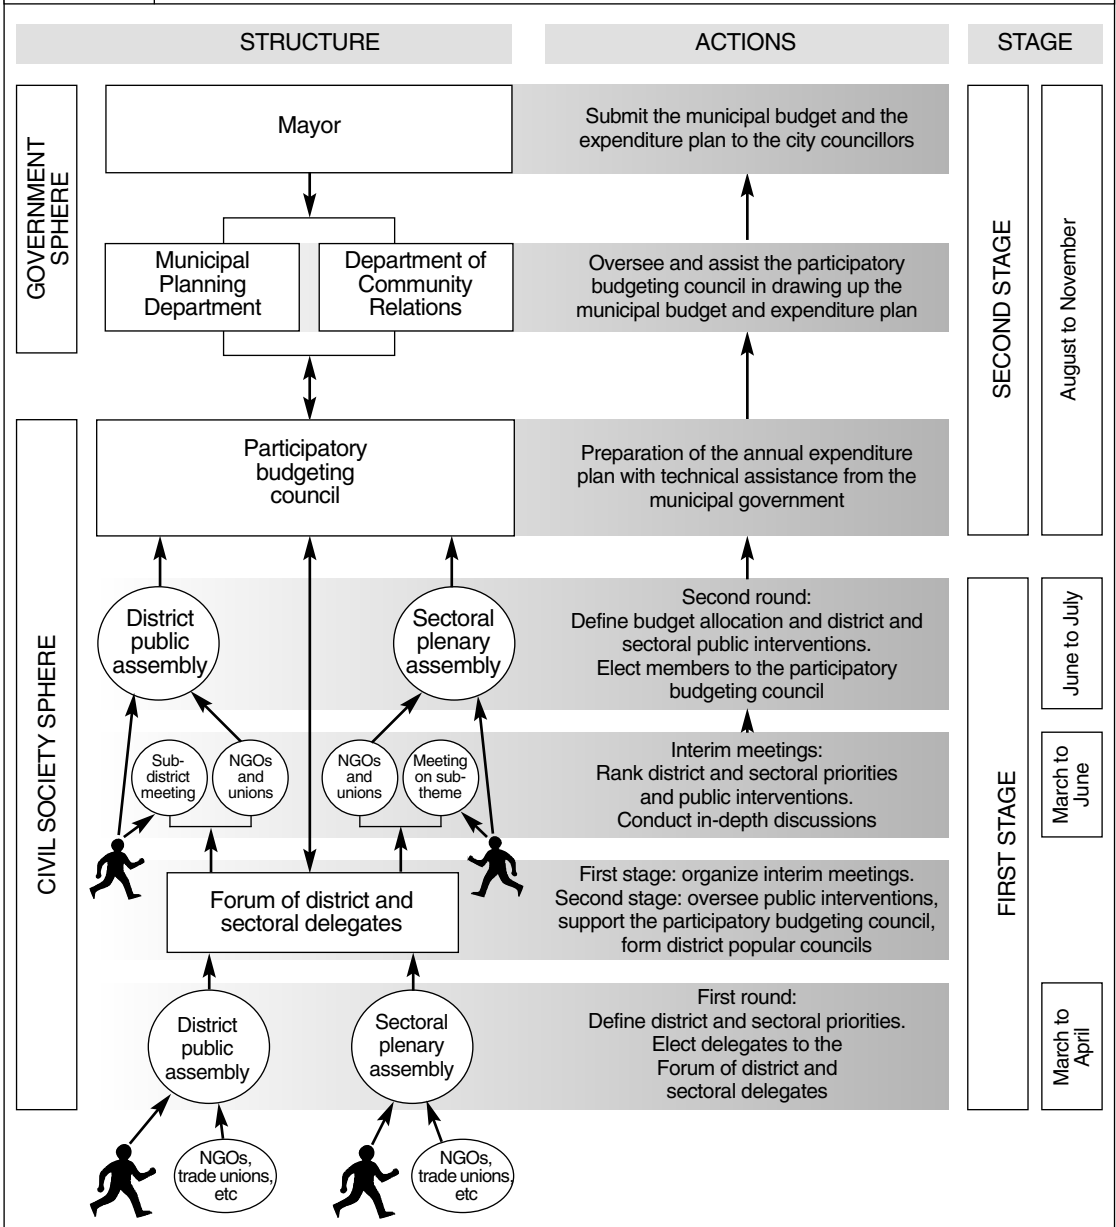 STRUCTURE
ACTIONS
STAGE
GOVERNMENT
SPHERE
Mayor
Submit the municipal budget and the
expenditure plan to the city councillors
SECOND STAGE
August to November
Municipal
Planning
Department
Department of
Community
Relations
Oversee and assist the participatory
budgeting council in drawing up the
municipal budget and expenditure plan
CIVIL SOCIETY SPHERE
Participatory
budgeting
council
Preparation of the annual expenditure
plan with technical assistance from the
municipal government
District
public
assembly
Sectoral
plenary
assembly
Second round:
Define budget allocation and district and
sectoral public interventions.
Elect members to the participatory
budgeting council
FIRST STAGE
June to July
Sub-
district
meeting
NGOs
and
unions
NGOs
and
unions
Meeting
on sub-
theme
Interim meetings:
Rank district and sectoral priorities
and public interventions.
Conduct in-depth discussions
March to
June
Forum of district and
sectoral delegates
First stage: organize interim meetings.
Second stage: oversee public interventions,
support the participatory budgeting council,
form district popular councils
District
public
assembly
Sectoral
plenary
assembly
First round:
Define district and sectoral priorities.
Elect delegates to the
Forum of district and
sectoral delegates
March to
April
NGOs,
trade unions,
etc
NGOs,
trade unions,
etc